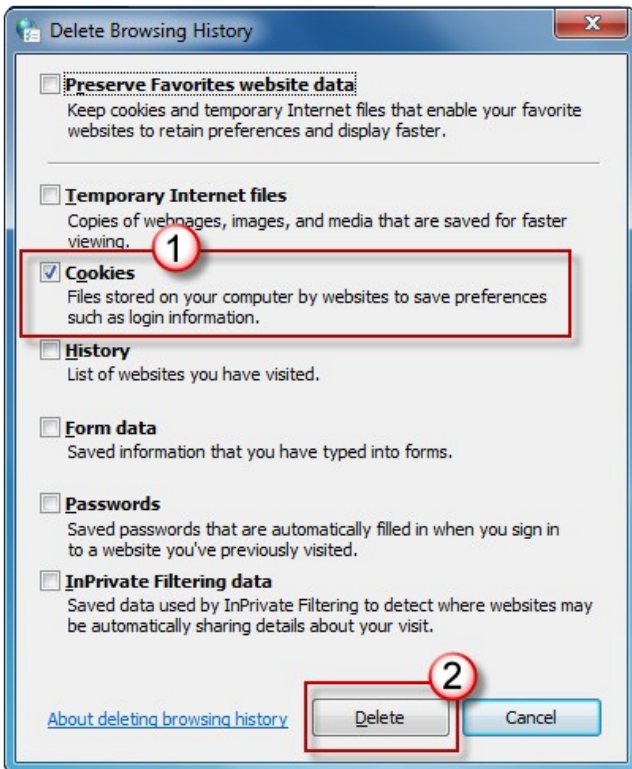 Delete Browsing History
x
Preserve Favorites website data
Keep cookies and temporary Internet files that enable your favorite
websites to retain preferences and display faster.
Temporary Internet files
Copies of webpages, images, and media that are saved for faster
viewing.
1
Cookies
Files stored on your computer by websites to save preferences
such as login information.
History
List of websites you have visited.
Form data
Saved information that you have typed into forms.
Passwords
Saved passwords that are automatically filled in when you sign in
to a website you've previously visited.
InPrivate Filtering data
Saved data used by InPrivate Filtering to detect where websites may
be automatically sharing details about your visit.
2
About deleting browsing history
Delete
Cancel